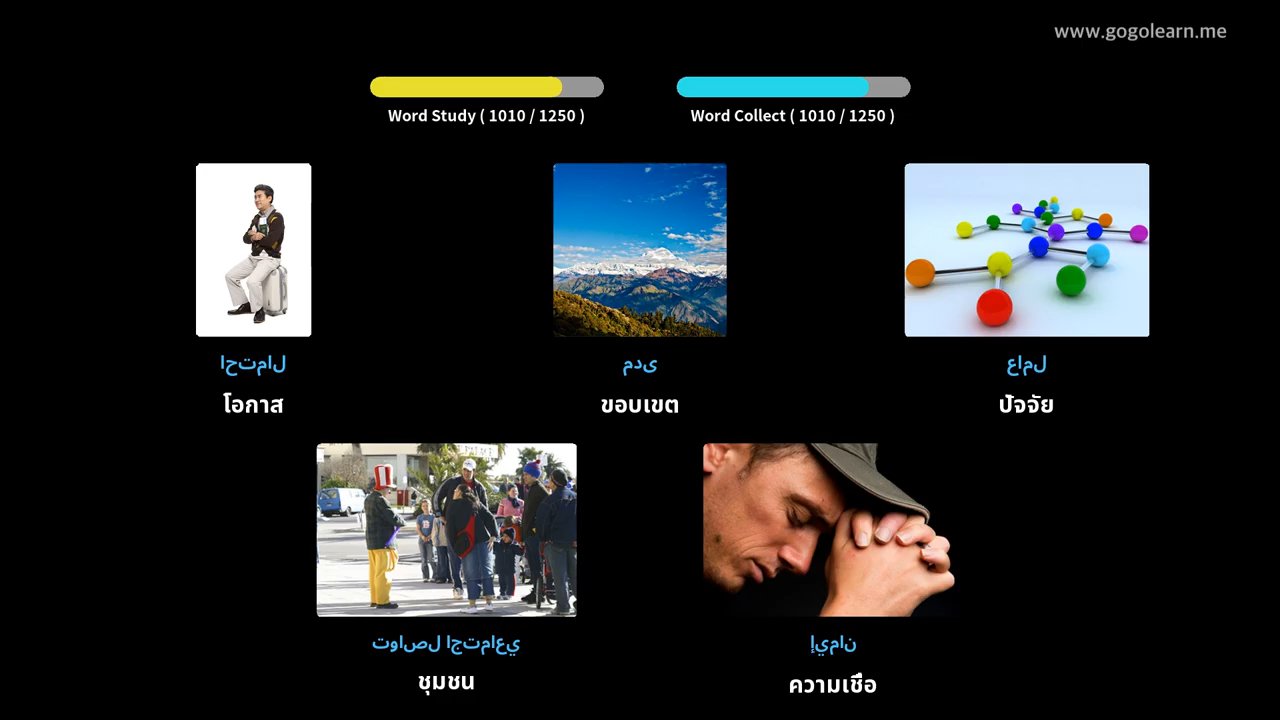 www.gogolearn.me
Word Study ( 1010 / 1250 )
Word Collect ( 1010 / 1250 )
احتمال
مدى
عامل
โอกาส
ขอบเขต
ปัจจัย
تواصل اجتماعي
إيمان
ชุมชน
ความเชื่อ